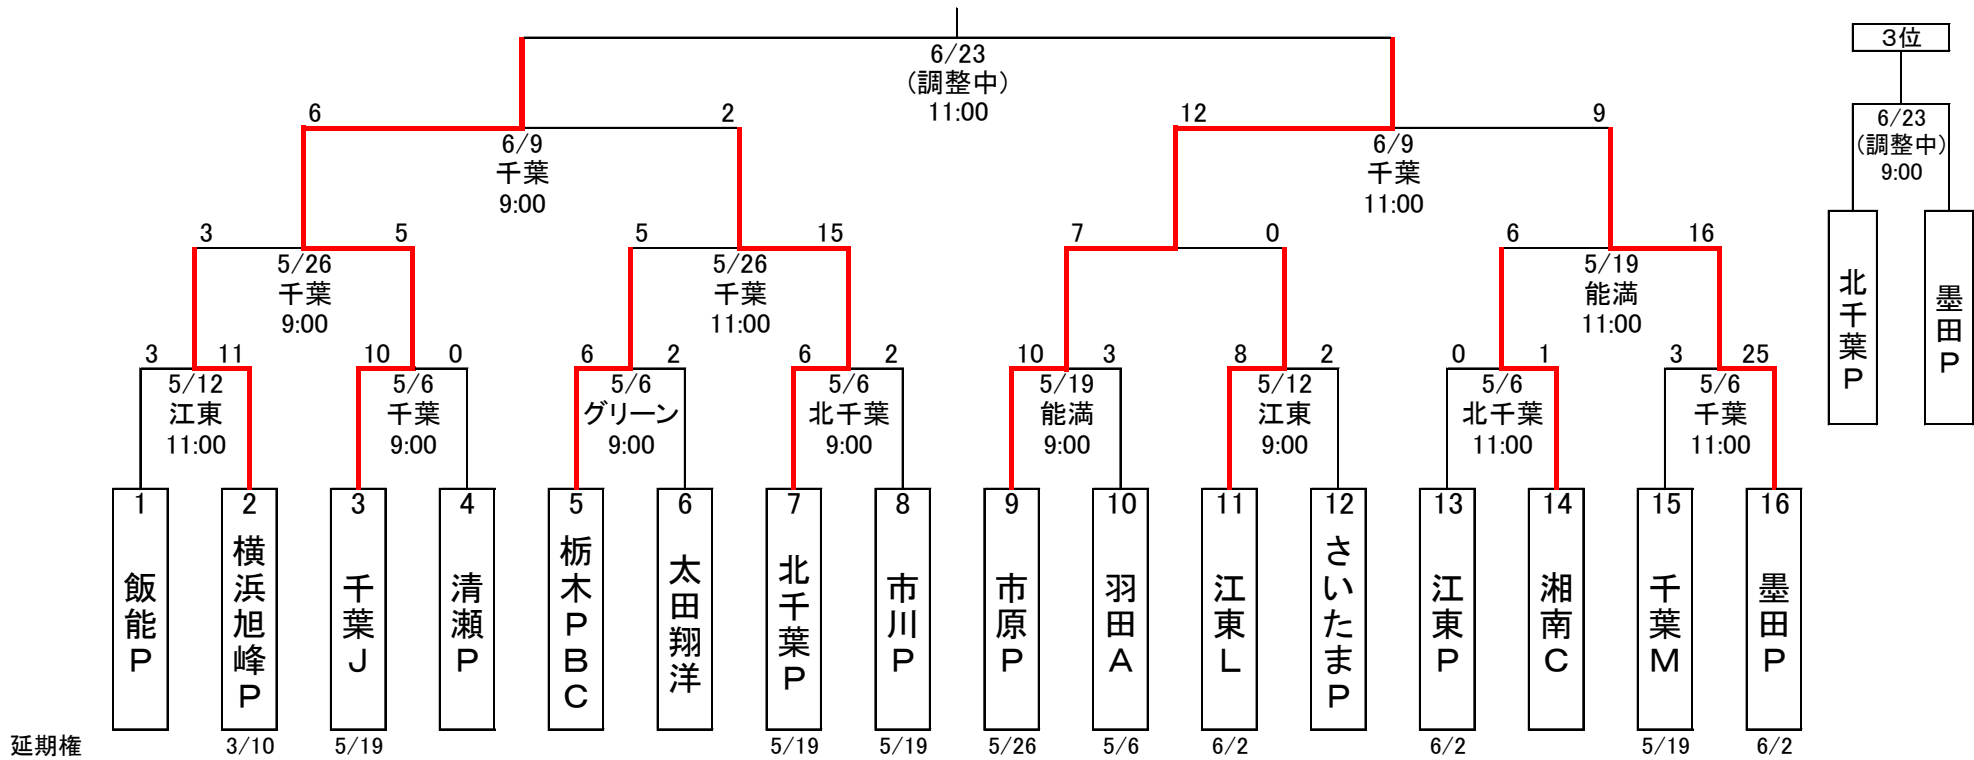 6/23
(調整中)
11:00
3位
6/23
(調整中)
9:00
北千葉P
墨田P
6 2 12 9
6/9 6/9
千葉 千葉
9:00 11:00
3 5 5 15 7 0 6 16
5/26 5/26 5/19
千葉 千葉 能満
9:00 11:00 11:00
3 11 10 0 6 2 6 2 10 3 8 2 0 1 3 25
5/12 5/6 5/6 5/6 5/19 5/12 5/6 5/6
江東 千葉 グリーン 北千葉 能満 江東 北千葉 千葉
11:00 9:00 9:00 9:00 9:00 9:00 11:00 11:00
1 2 3 4 5 6 7 8 9 10 11 12 13 14 15 16
飯能P
横浜旭峰P
千葉J
清瀬P
栃木PBC
太田翔洋
北千葉P
市川P
市原P
羽田A
江東L
さいたまP
江東P
湘南C
千葉M
墨田P
延期権 3/10 5/19 5/19 5/19 5/26 5/6 6/2 6/2 5/19 6/2